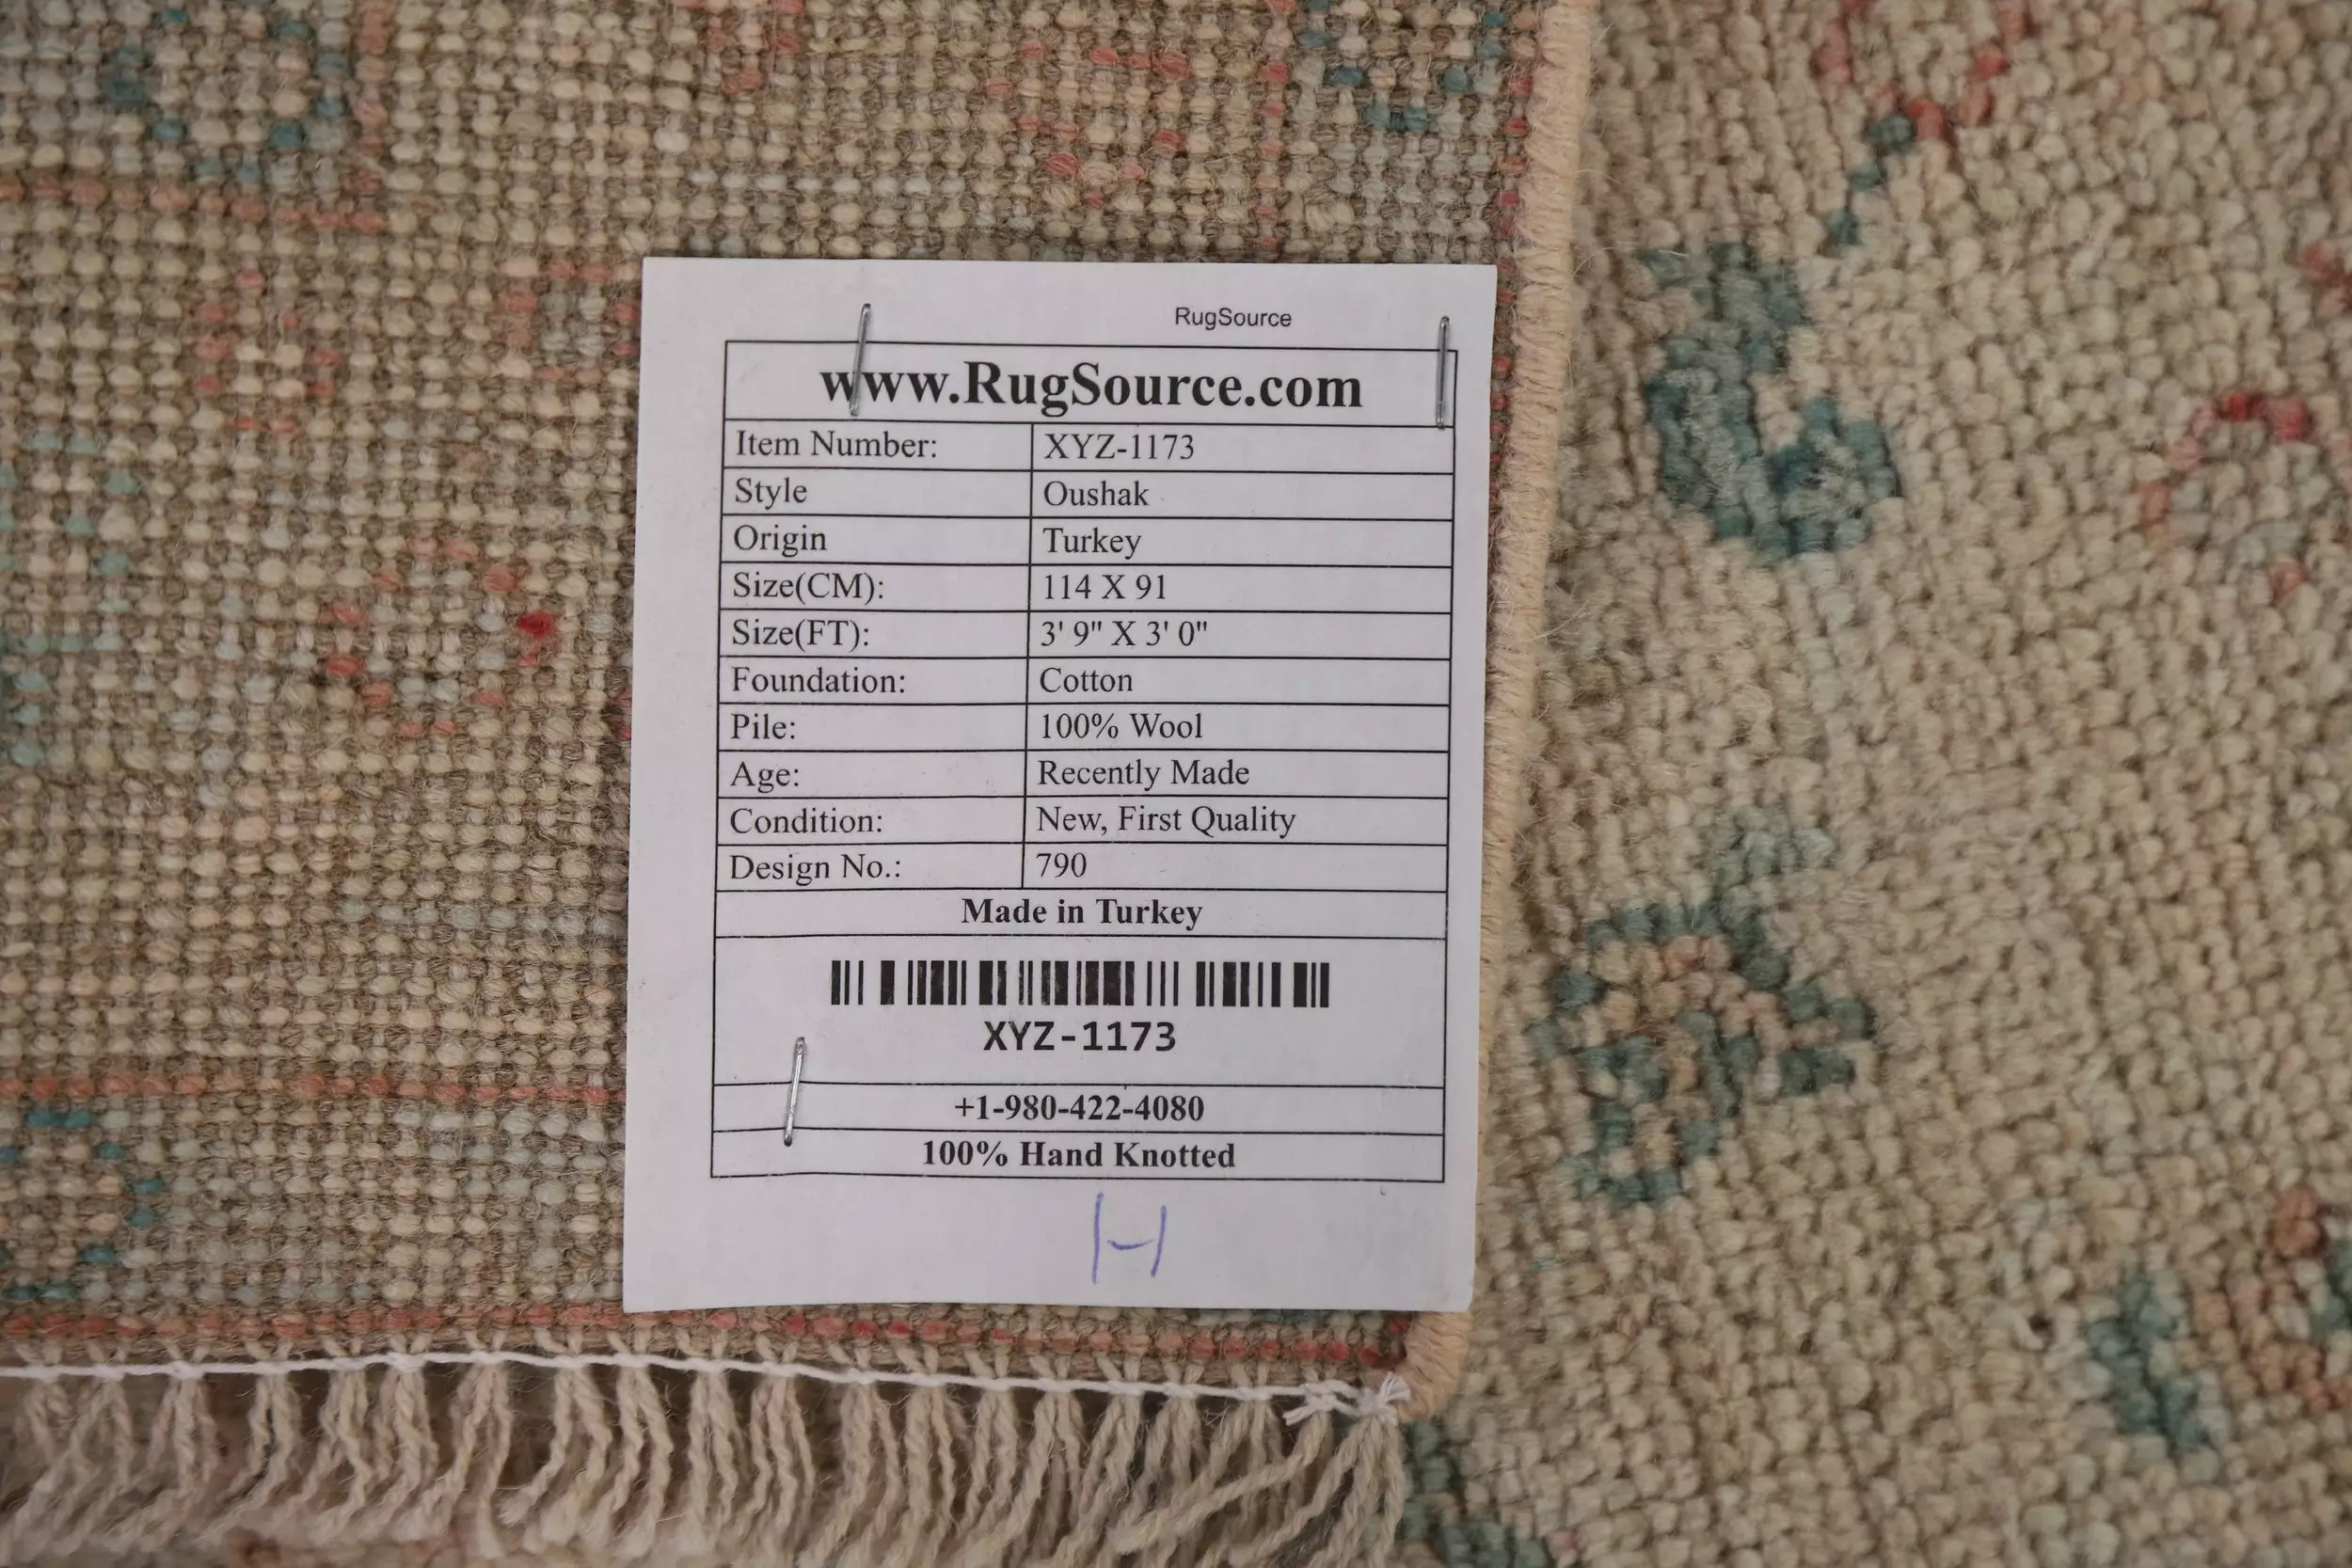 RugSource
www.RugSource.com
Item Number: XYZ-1173
Style Oushak
Origin Turkey
Size(CM): 114 X 91
Size(FT): 3' 9" X 3' 0"
Foundation: Cotton
Pile: 100% Wool
Age: Recently Made
Condition: New, First Quality
Design No.: 790
Made in Turkey
XYZ-1173
+1-980-422-4080
100% Hand Knotted
H